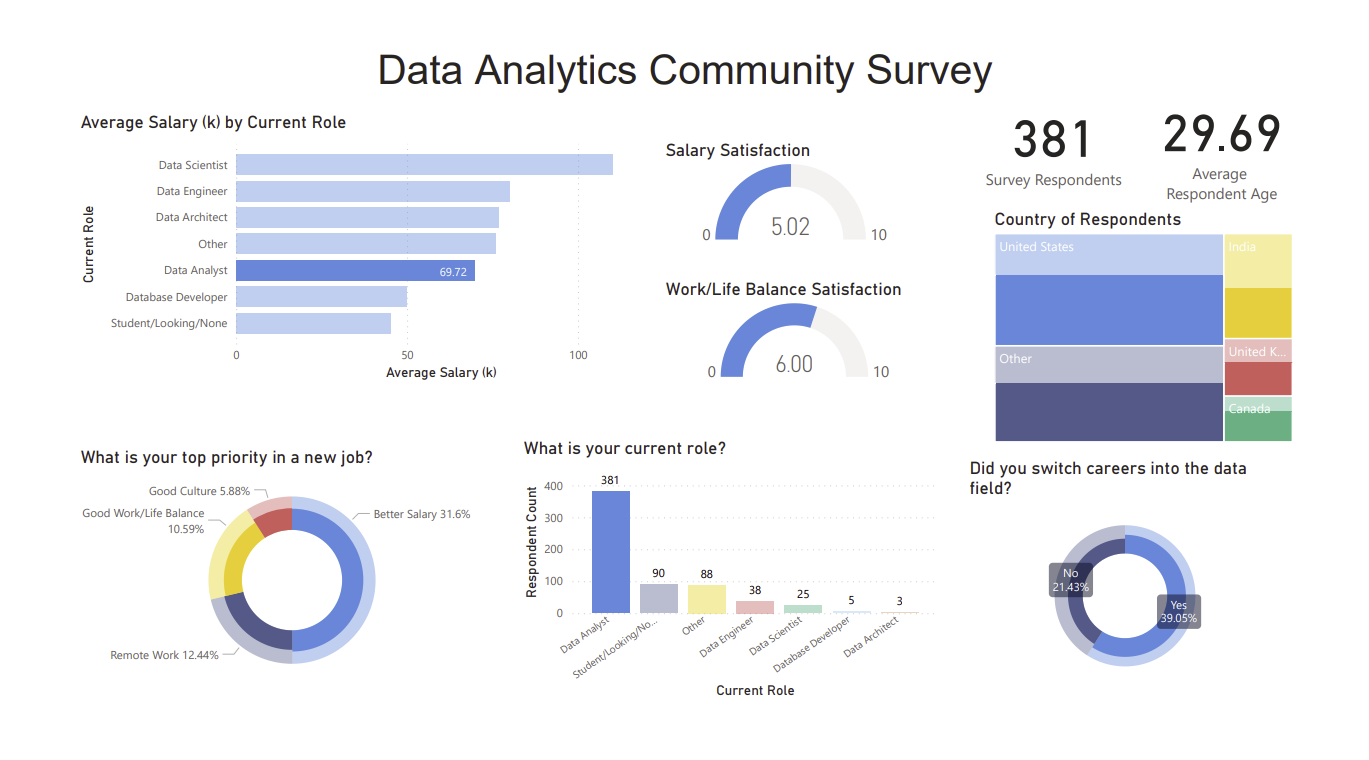 Data Analytics Community Survey
Average Salary (k) by Current Role
Current Role
Data Scientist
Data Engineer
Data Architect
Other
Data Analyst
69.72
Database Developer
Student/Looking/None
0
50
100
Average Salary (k)
Salary Satisfaction
5.02
0
10
Work/Life Balance Satisfaction
6.00
0
10
381
Survey Respondents
29.69
Average
Respondent Age
Country of Respondents
United States
India
Other
United K...
Canada
What is your top priority in a new job?
Good Culture 5.88%
Good Work/Life Balance
10.59%
Better Salary 31.6%
Remote Work 12.44%
What is your current role?
Respondent Count
400
300
200
100
0
381
90
88
38
25
5
3
Data Analyst
Student/Looking/No...
Other
Data Engineer
Data Scientist
Database Developer
Data Architect
Current Role
Did you switch careers into the data
field?
No
21.43%
Yes
39.05%